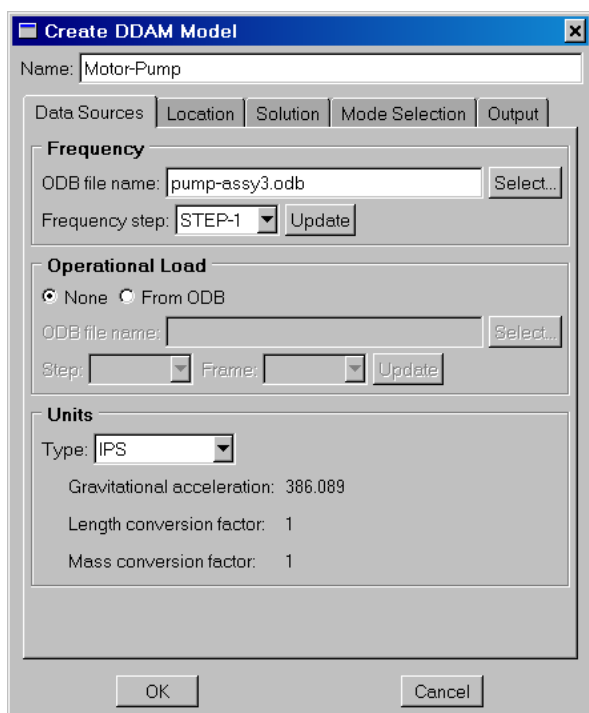 Create DDAM Model
Name: Motor-Pump
Data Sources Location Solution Mode Selection Output
Frequency
ODB file name: pump-assy3.odb Select...
Frequency step: STEP-1 Update
Operational Load
None From ODB
ODB file name: Select...
Step: Frame: Update
Units
Type: IPS
Gravitational acceleration: 386.089
Length conversion factor: 1
Mass conversion factor: 1
OK Cancel